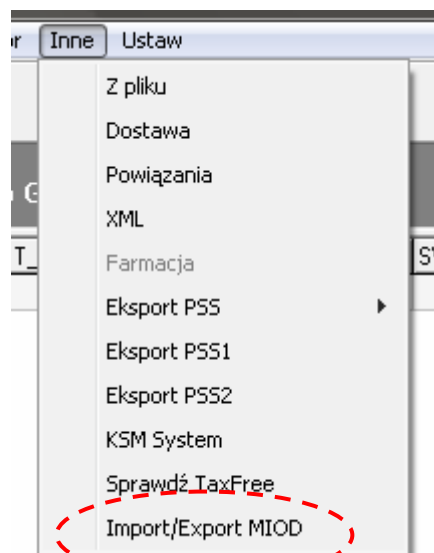 r Inne Ustaw
Z pliku
Dostawa
Powiązania
G
XML
T_
Farmacja
S
Eksport PSS
Eksport PSS1
Eksport PSS2
KSM System
Sprawdź TaxFree
Import/Export MIOD